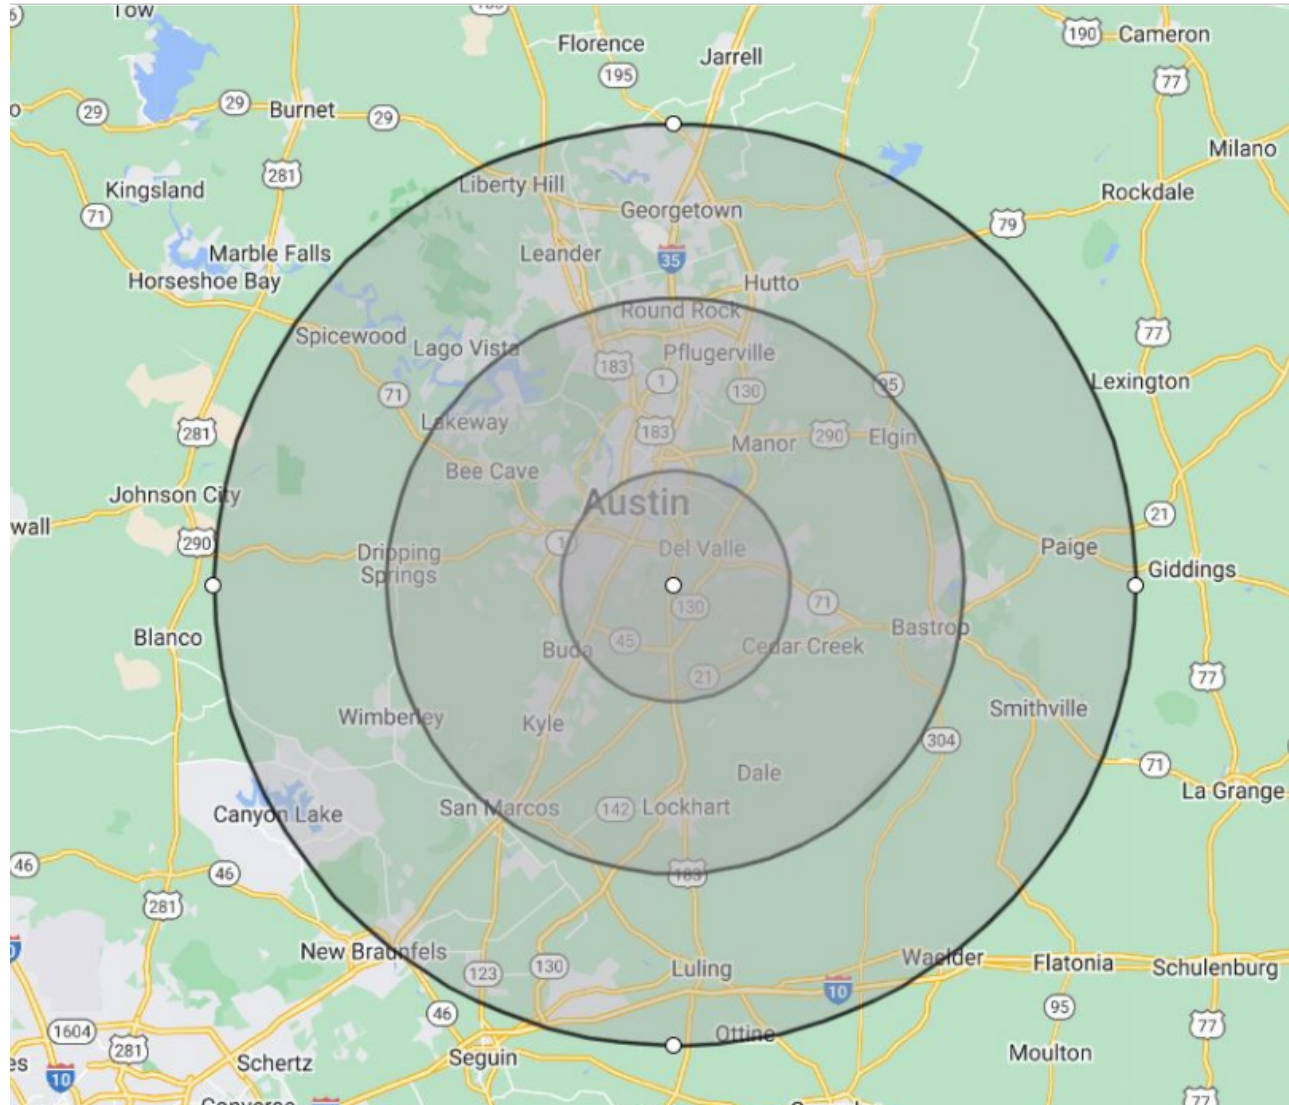 Tow
183
Florence
Jarrell
190
Cameron
195
77
29
29
Burnet
29
Milano
281
Kingsland
Liberty Hill
Rockdale
71
Georgetown
79
Marble Falls
Leander
35
Horseshoe Bay
Hutto
Round Rock
Spicewood
Lago Vista
77
183
Pflugerville
1
130
95
Lexington
71
Lakeway
281
183
Manor
290
Elgin
Bee Cave
Johnson City
Austin
21
wall
290
Dripping
Springs
1
Del Valle
Paige
Giddings
130
71
Blanco
Buda
45
Cedar Creek
Bastrop
21
77
Wimberley
Kyle
Smithville
304
71
Dale
Canyon Lake
San Marcos
142
Lockhart
La Grange
46
46
183
281
New Braunfels
123
130
Luling
Waelder
Flatonia
Schulenburg
10
46
95
1604
281
Ottine
77
es
10
Schertz
Seguin
Moulton
Converse
77